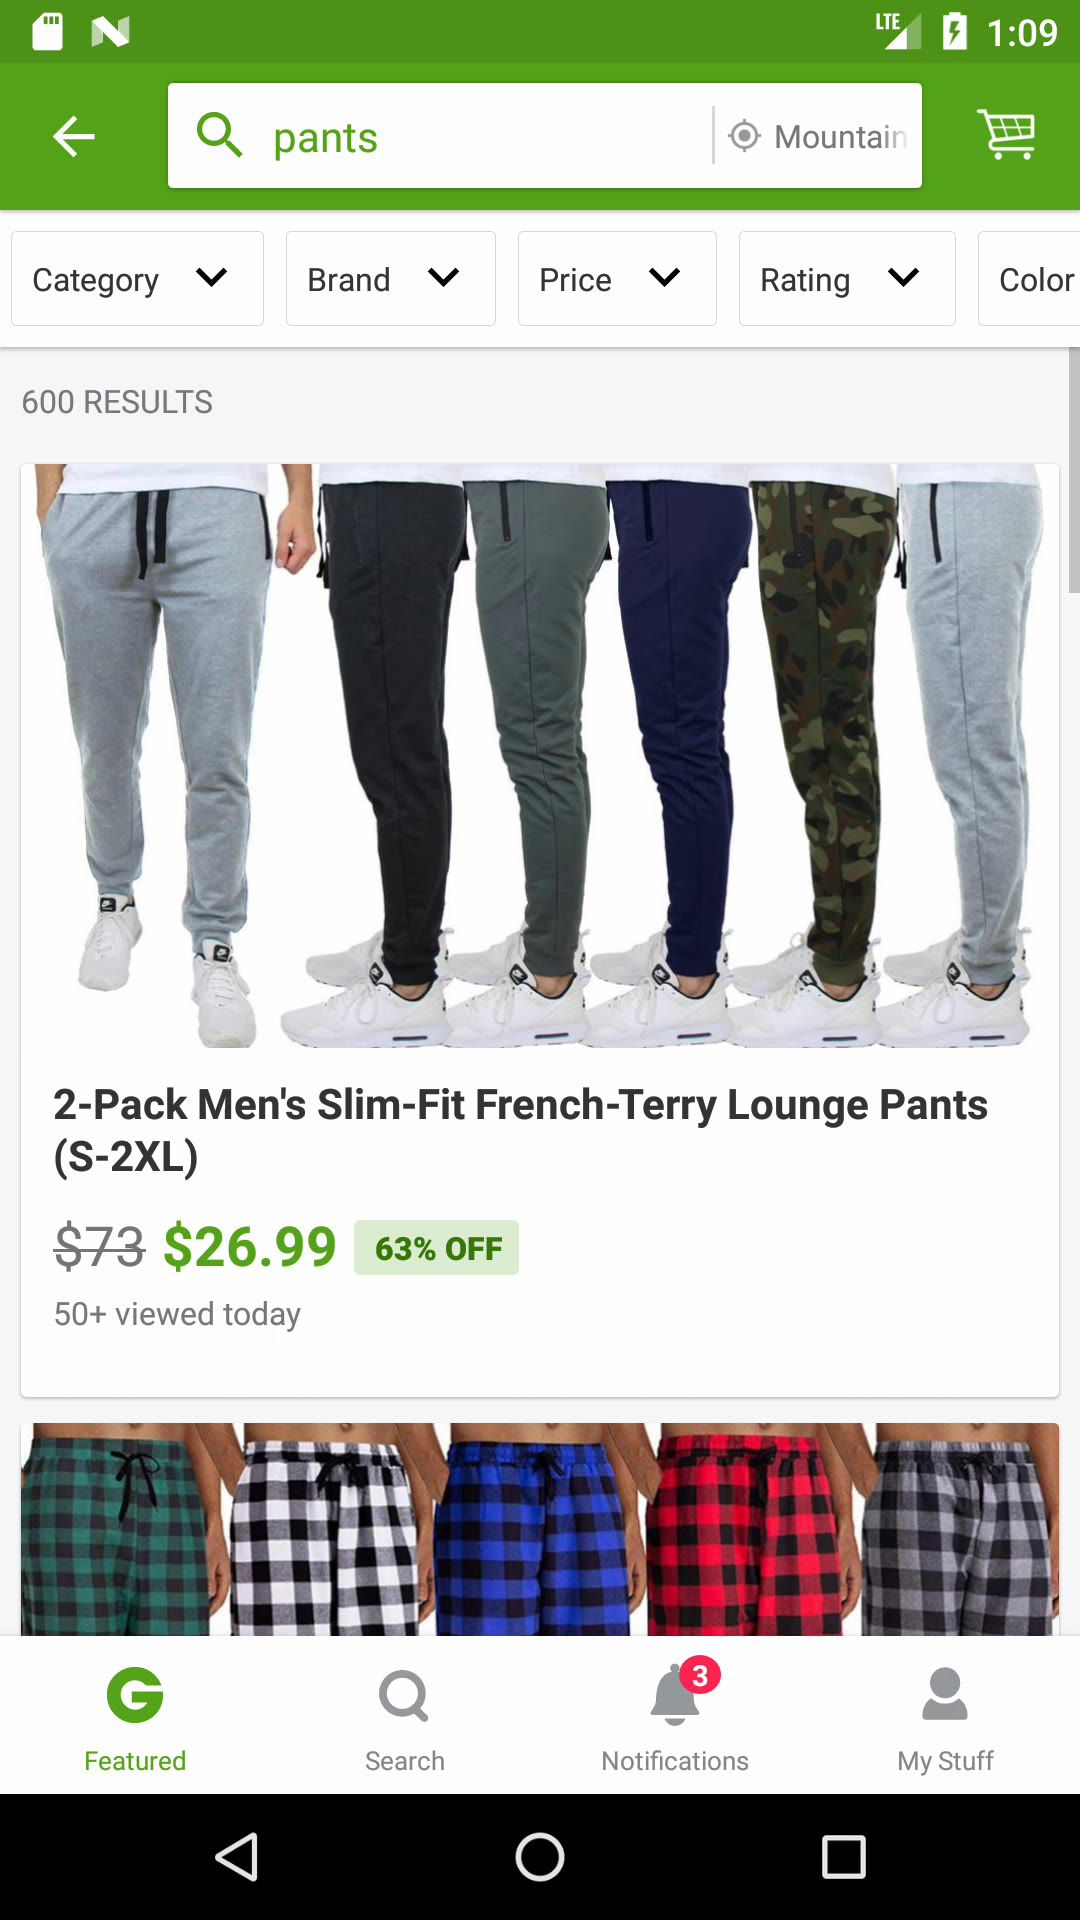 LTE 1:09
pants Mountain
Category Brand Price Rating Color
600 RESULTS
2-Pack Men's Slim-Fit French-Terry Lounge Pants
(S-2XL)
$73 $26.99 63% OFF
50+ viewed today
3
Featured Search Notifications My Stuff